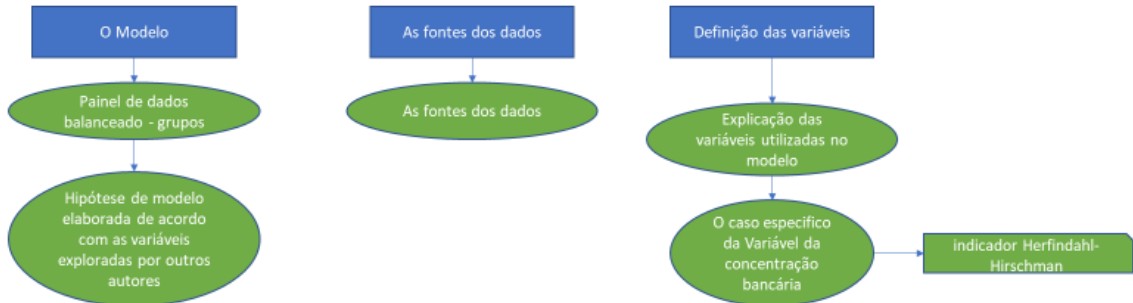 O Modelo
As fontes dos dados
Definição das variáveis
Painel de dados
balanceado - grupos
As fontes dos dados
Explicação das
variáveis utilizadas no
modelo
Hipótese de modelo
elaborada de acordo
com as variáveis
exploradas por outros
autores
O caso especifico
da Variável da
concentração
bancária
indicador Herfindahl-
Hirschman